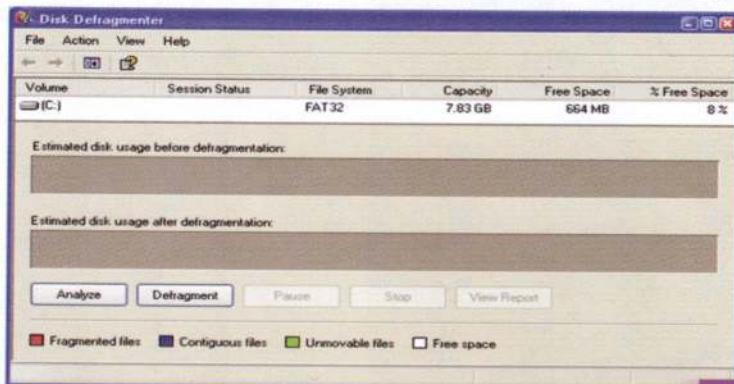 Disk Defragmenter
File Action View Help
Volume Session Status File System Capacity Free Space % Free Space
(C:) FAT32 7.83 GB 664 MB 8 %
Estimated disk usage before defragmentation:
Estimated disk usage after defragmentation:
Analyze Defragment Pause Stop View Report
Fragmented files Contiguous files Unmovable files Free space